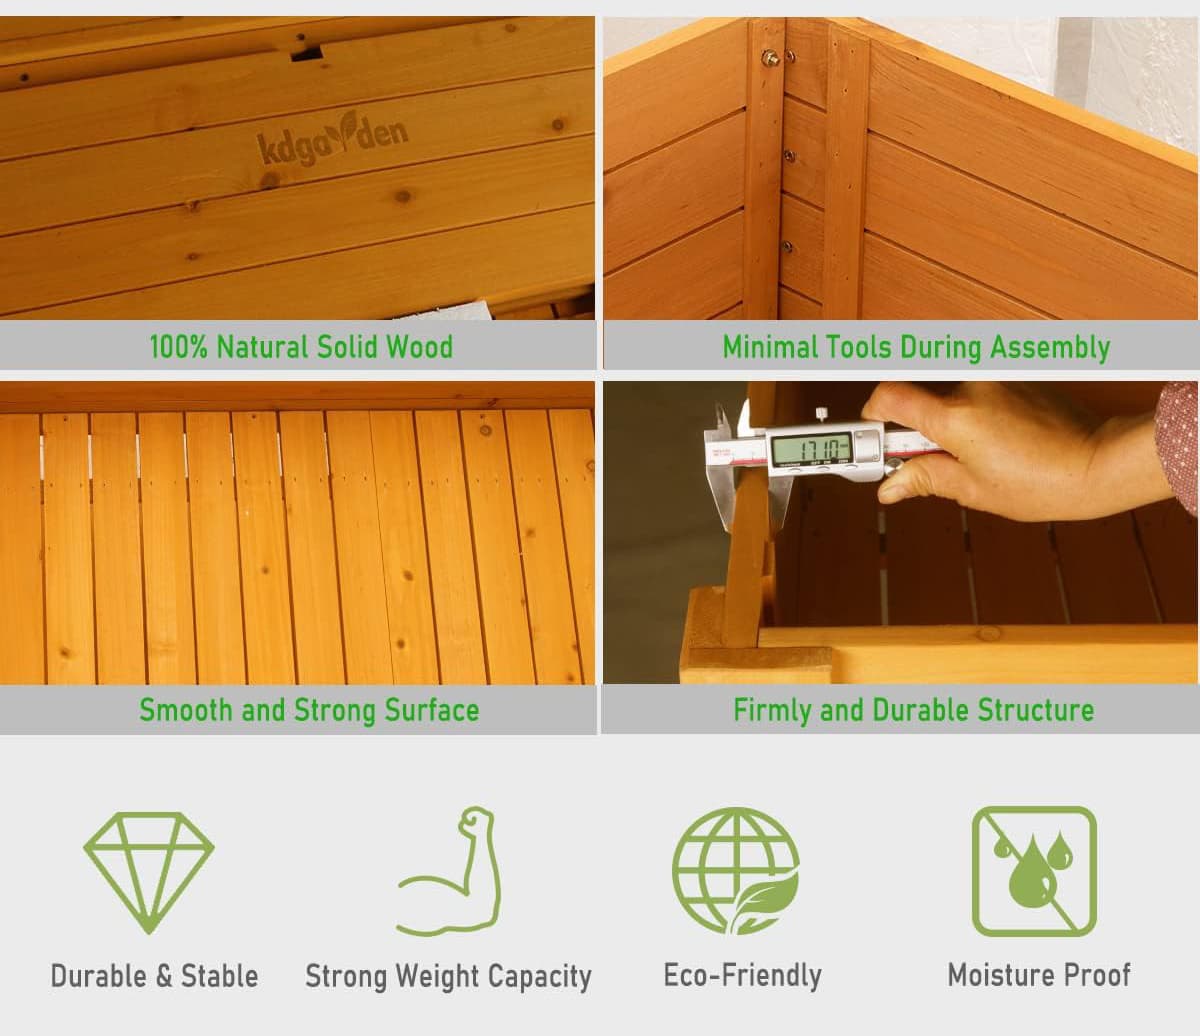 kdgarden
100% Natural Solid Wood
Minimal Tools During Assembly
17.10
Smooth and Strong Surface
Firmly and Durable Structure
Durable & Stable
Strong Weight Capacity
Eco-Friendly
Moisture Proof